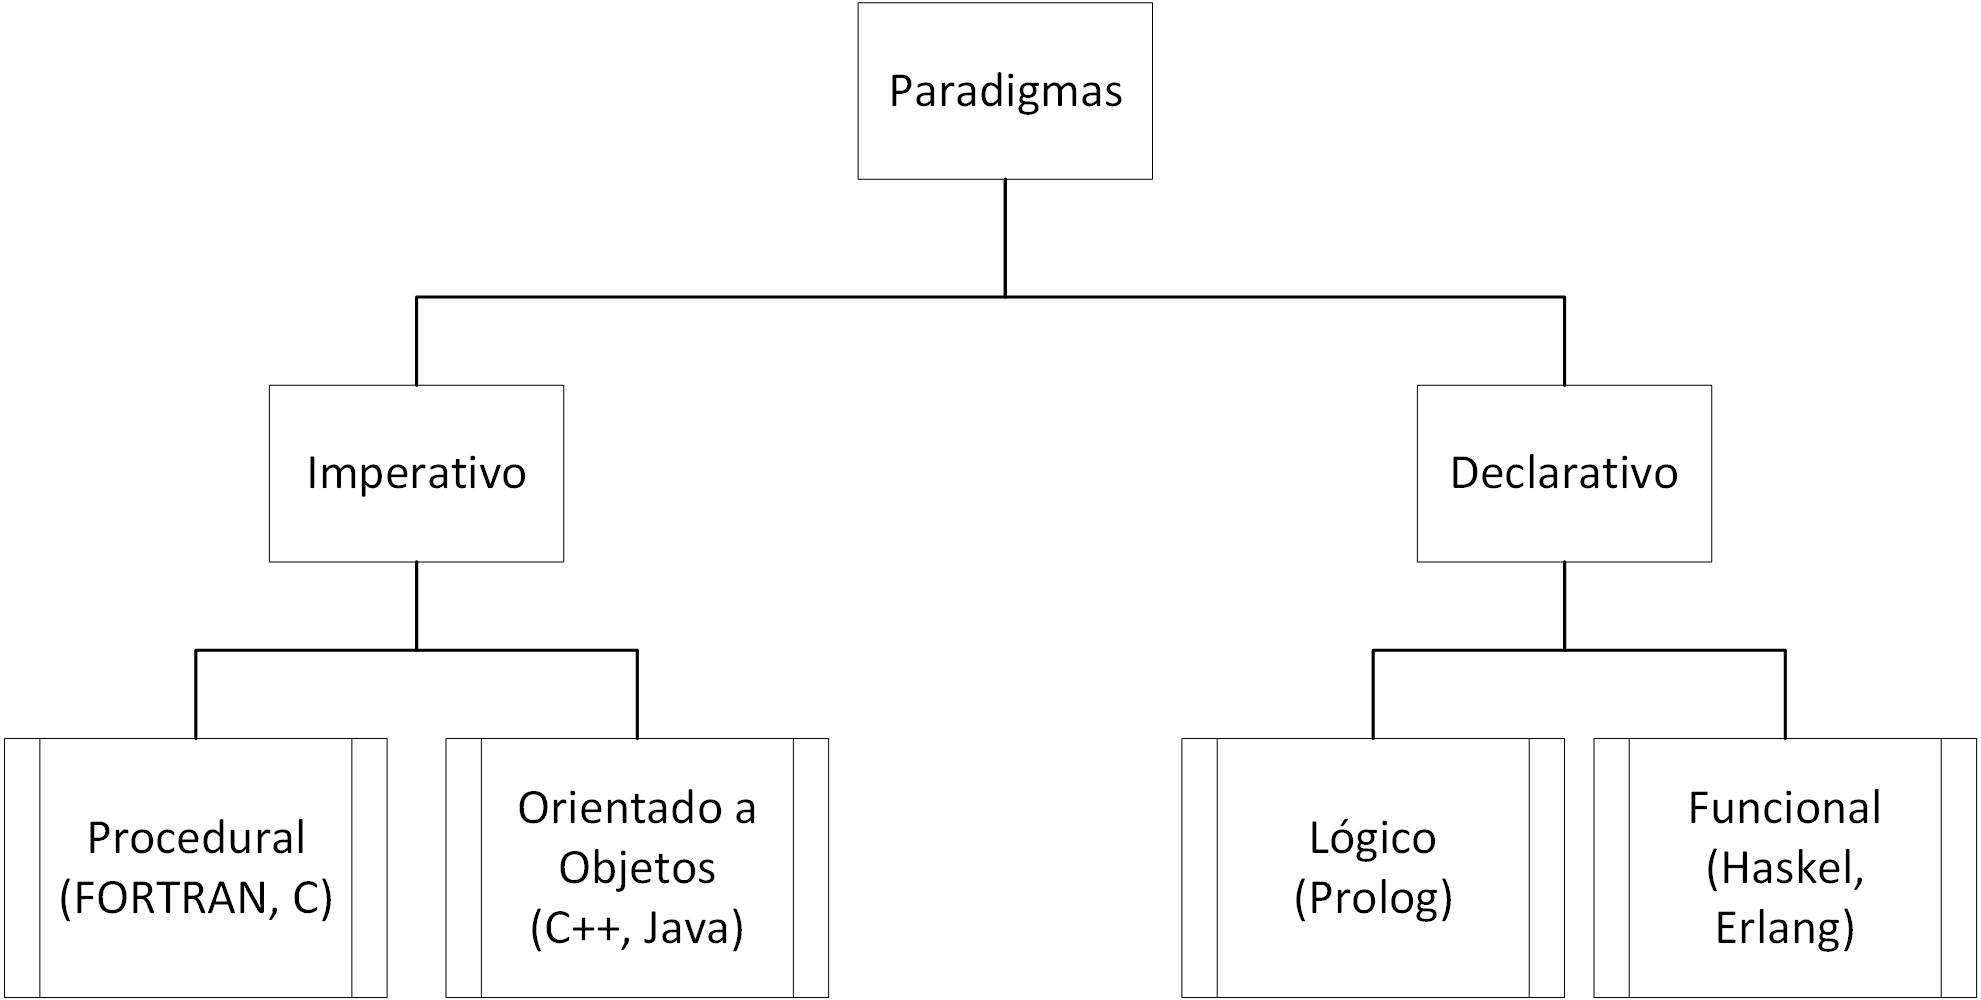 Paradigmas
Imperativo
Declarativo
Procedural
(FORTRAN, C)
Orientado a
Objetos
(C++, Java)
Lógico
(Prolog)
Funcional
(Haskel,
Erlang)